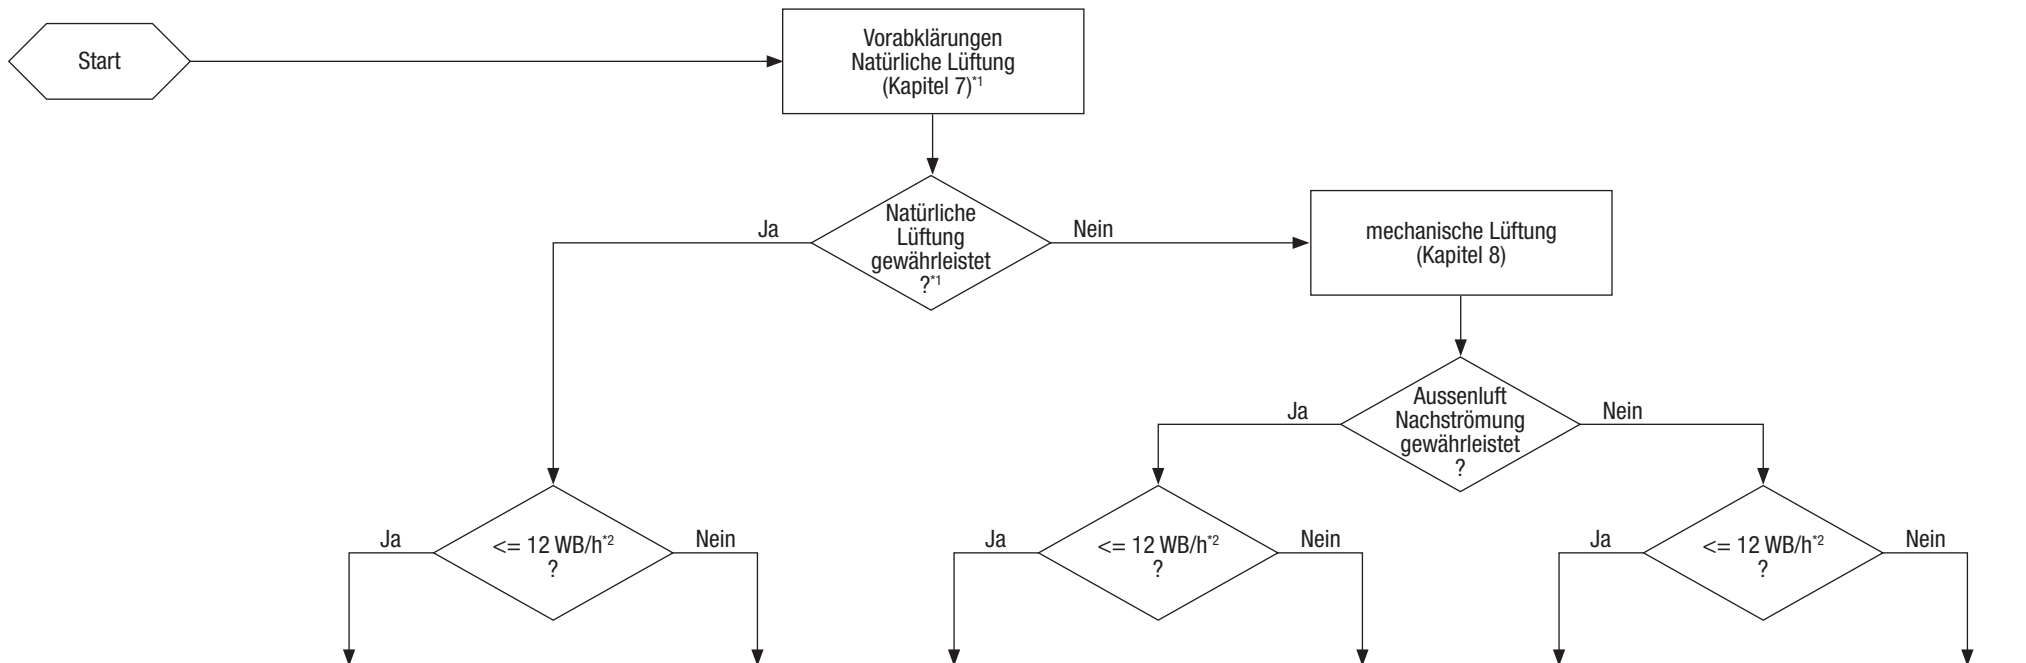 Start
Vorabklärungen
Natürliche Lüftung
(Kapitel 7)*1
Natürliche
Lüftung
gewährleistet
?*1
Ja
Nein
mechanische Lüftung
(Kapitel 8)
Aussenluft
Nachströmung
gewährleistet
?
Ja
Nein
Ja
<= 12 WB/h*2
?
Nein
Ja
<= 12 WB/h*2
?
Nein
Ja
<= 12 WB/h*2
?
Nein